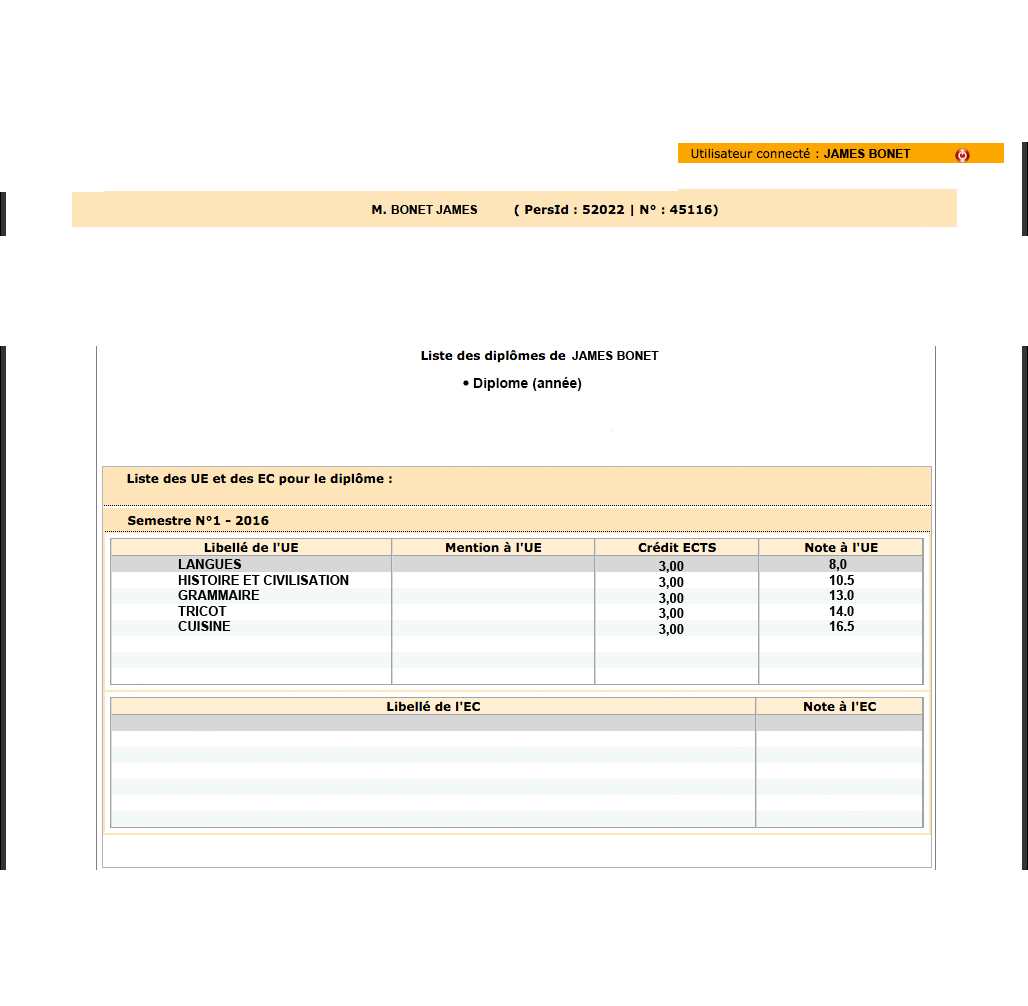 Utilisateur connecté : JAMES BONET
M. BONET JAMES ( PersId : 52022 | N° : 45116)
Liste des diplômes de JAMES BONET
• Diplome (année)
Liste des UE et des EC pour le diplôme :
Semestre N°1 - 2016
Libellé de l'UE Mention à l'UE Crédit ECTS Note à l'UE
LANGUES 3,00 8,0
HISTOIRE ET CIVILISATION 3,00 10.5
GRAMMAIRE 3,00 13.0
TRICOT 3,00 14.0
CUISINE 3,00 16.5
Libellé de l'EC Note à l'EC